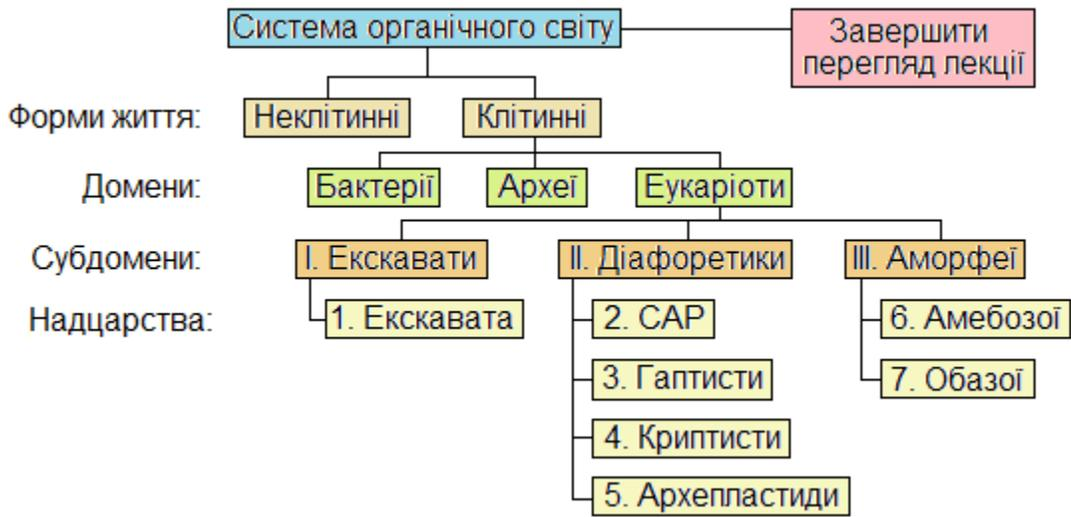 Система органічного світу
Завершити
перегляд лекції
Форми життя:
Неклітинні
Клітинні
Домени:
Бактерії
Археї
Еукаріоти
Субдомени:
I. Екскавати
II. Діафоретики
III. Аморфеї
Надцарства:
1. Екскавата
2. САР
6. Амебозої
3. Гаптисти
7. Обазої
4. Криптисти
5. Архепластиди